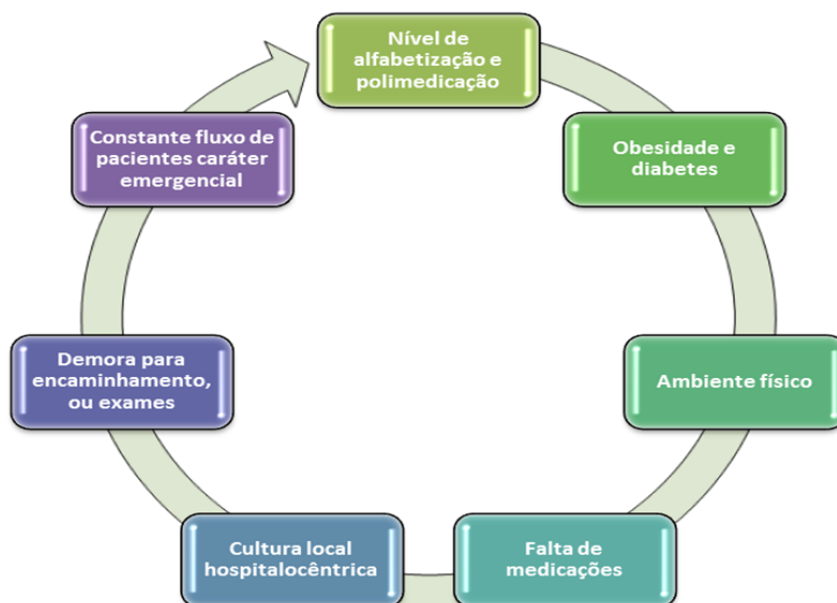 Nível de
alfabetização e
polimedicação
Obesidade e
diabetes
Ambiente físico
Falta de
medicações
Cultura local
hospitalocêntrica
Demora para
encaminhamento,
ou exames
Constante fluxo de
pacientes caráter
emergencial